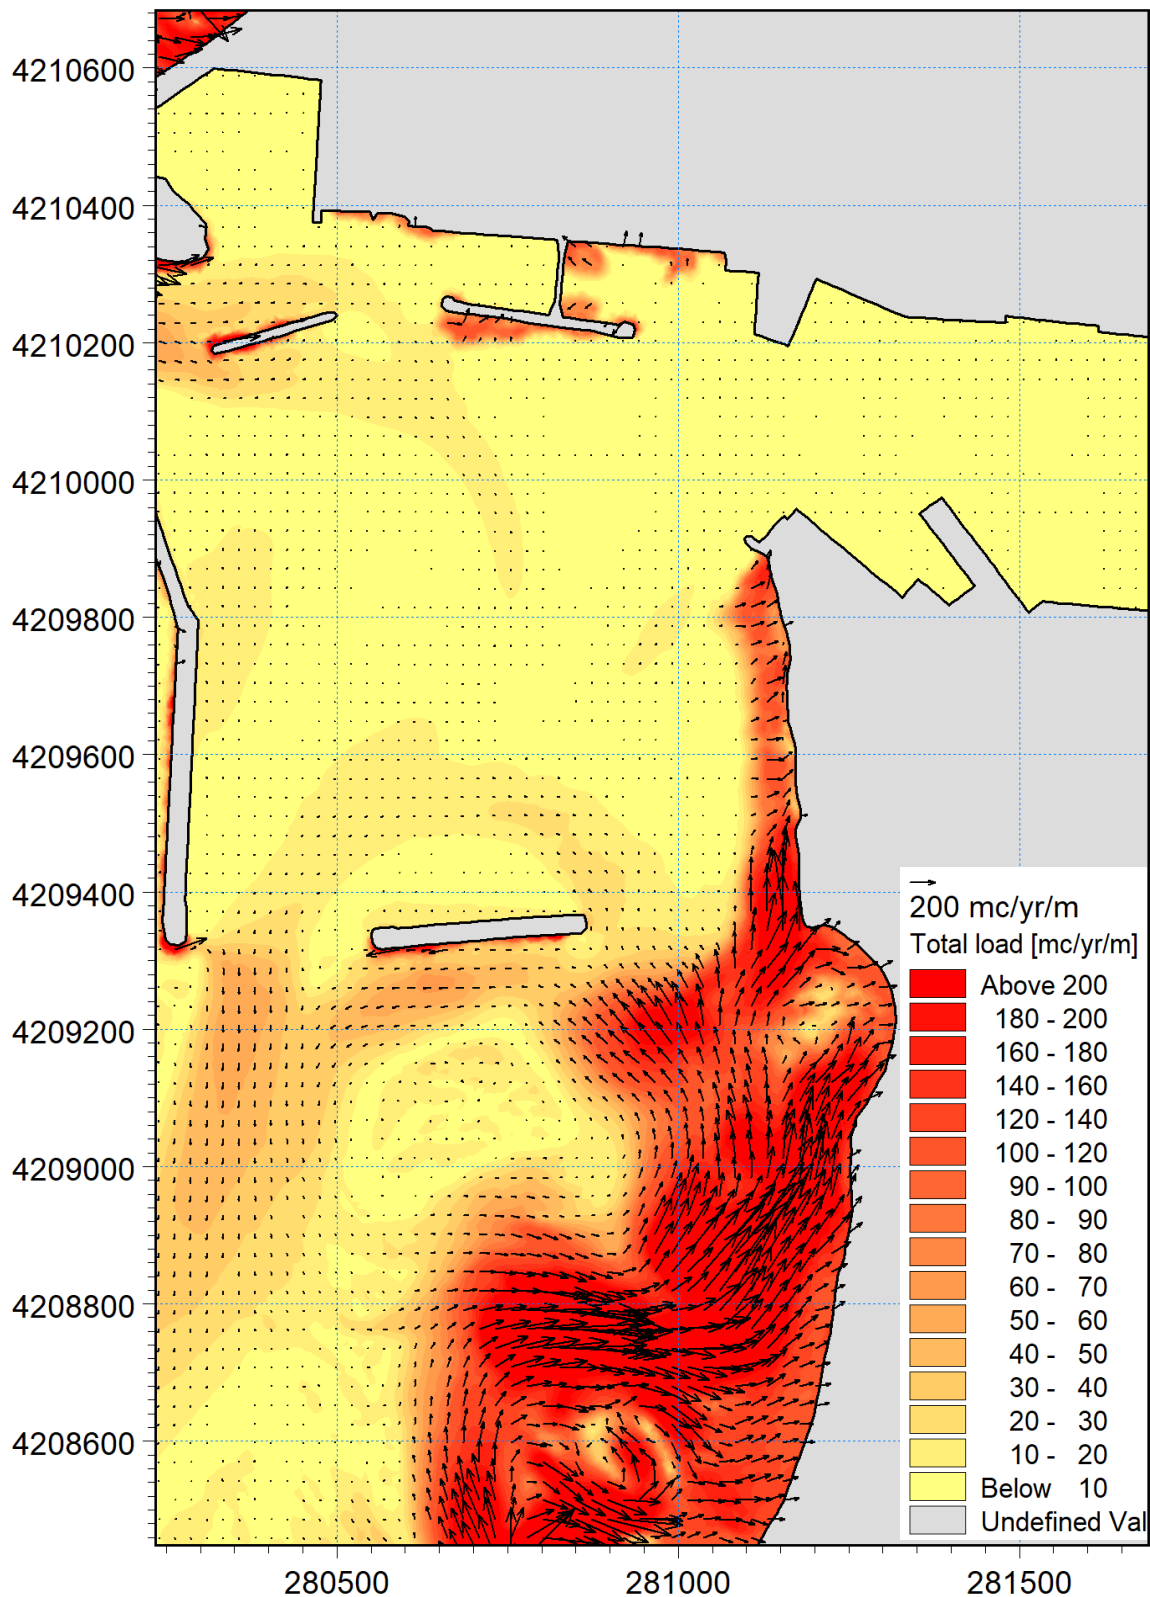 4210600
4210400
4210200
4210000
4209800
4209600
4209400
4209200
4209000
4208800
4208600
280500
281000
281500
200 mc/yr/m
Total load [mc/yr/m]
Above 200
180 - 200
160 - 180
140 - 160
120 - 140
100 - 120
90 - 100
80 - 90
70 - 80
60 - 70
50 - 60
40 - 50
30 - 40
20 - 30
10 - 20
Below 10
Undefined Val